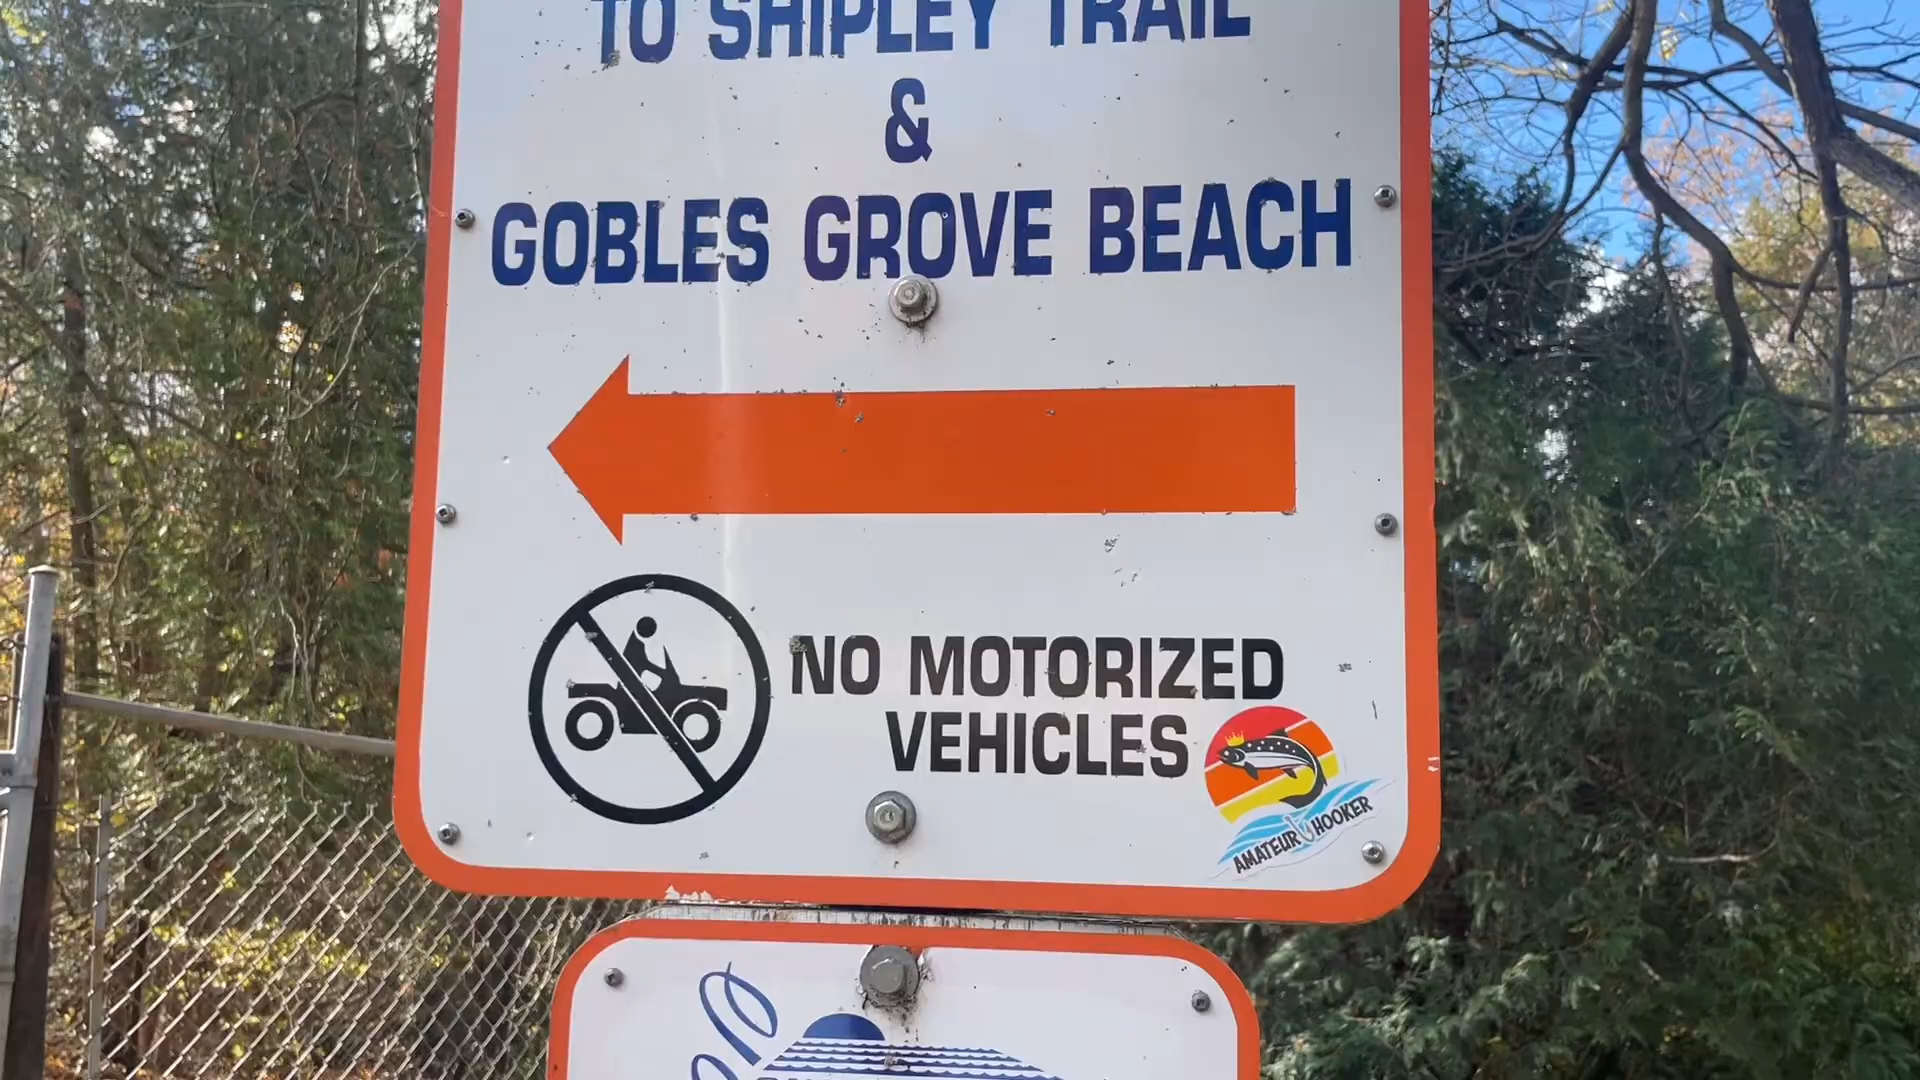 TO SHIPLEY TRAIL
&
GOBLES GROVE BEACH
NO MOTORIZED
VEHICLES
AMATEUR HOOKER